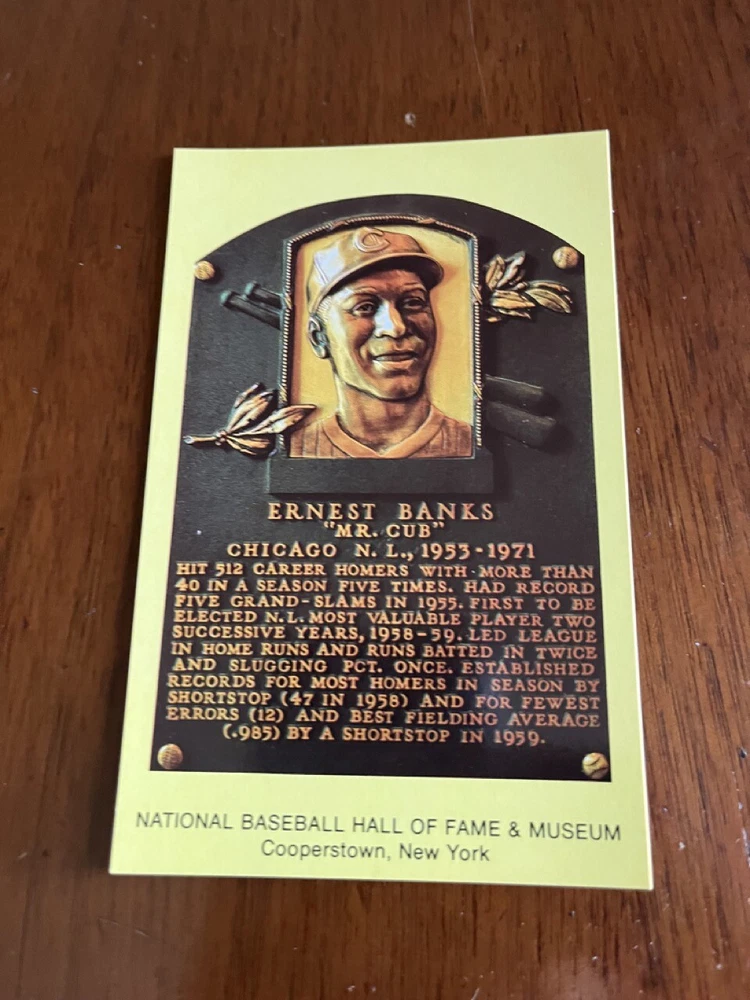 C
ERNEST BANKS
"MR. CUB"
CHICAGO N. L., 1953-1971
HIT 512 CAREER HOMERS WITH MORE THAN
40 IN A SEASON FIVE TIMES. HAD RECORD
FIVE GRAND-SLAMS IN 1955. FIRST TO BE
ELECTED N.L. MOST VALUABLE PLAYER TWO
SUCCESSIVE YEARS, 1958-59. LED LEAGUE
IN HOME RUNS AND RUNS BATTED IN TWICE
AND SLUGGING PCT. ONCE. ESTABLISHED
RECORDS FOR MOST HOMERS IN SEASON BY
SHORTSTOP (47 IN 1958) AND FOR FEWEST
ERRORS (12) AND BEST FIELDING AVERAGE
(.985) BY A SHORTSTOP IN 1959.
NATIONAL BASEBALL HALL OF FAME & MUSEUM
Cooperstown, New York